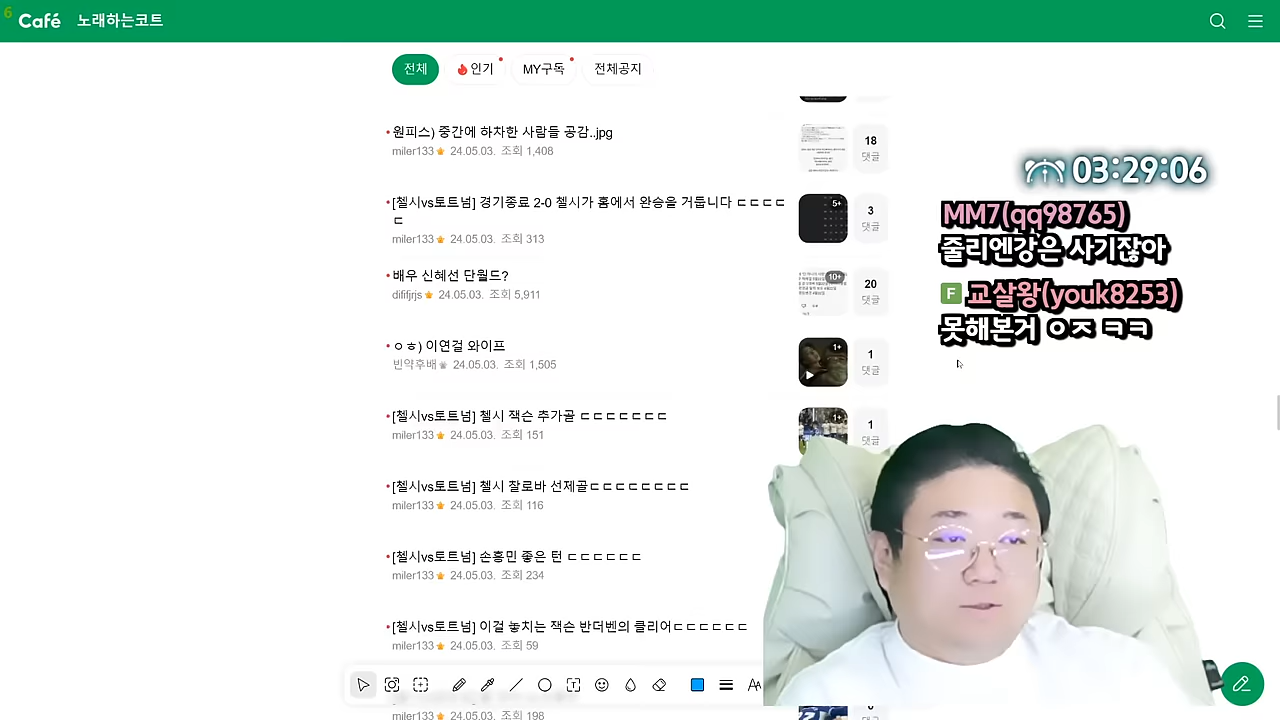 6
Café 노래하는코트
전체 인기 MY구독 전체공지
원피스) 중간에 하차한 사람들 공감..jpg
miler133 24.05.03.
18
댓글
[첼시vs토트넘] 경기종료 2-0 첼시가 홈에서 완승을 거둡니다 ㄷㄷㄷㄷ
ㄷ
miler133 24.05.03. 조회 313
5+
3
댓글
배우 신혜선 단월드?
dififjrjs 24.05.03. 조회 5,911
10+
20
댓글
ㅇㅎ) 이연걸 와이프
빈약후배 24.05.03. 조회 1,505
1+
1
댓글
[첼시vs토트넘] 첼시 잭슨 추가골 ㄷㄷㄷㄷㄷㄷㄷ
miler133 24.05.03. 조회 151
1+
1
댓글
[첼시vs토트넘] 첼시 찰로바 선제골ㄷㄷㄷㄷㄷㄷㄷㄷ
miler133 24.05.03. 조회 116
[첼시vs토트넘] 손흥민 좋은 턴 ㄷㄷㄷㄷㄷㄷ
miler133 24.05.03. 조회 234
[첼시vs토트넘] 이걸 놓치는 잭슨 반더벤의 클리어ㄷㄷㄷㄷㄷㄷ
miler133 24.05.03. 조회 59
miler133 24.05.03. 조회
03:29:06
MM7(qq98765)
줄리엔강은 사기잖아
F 교살왕(youk8253)
못해본거 ㅇㅈ ㅋㅋ